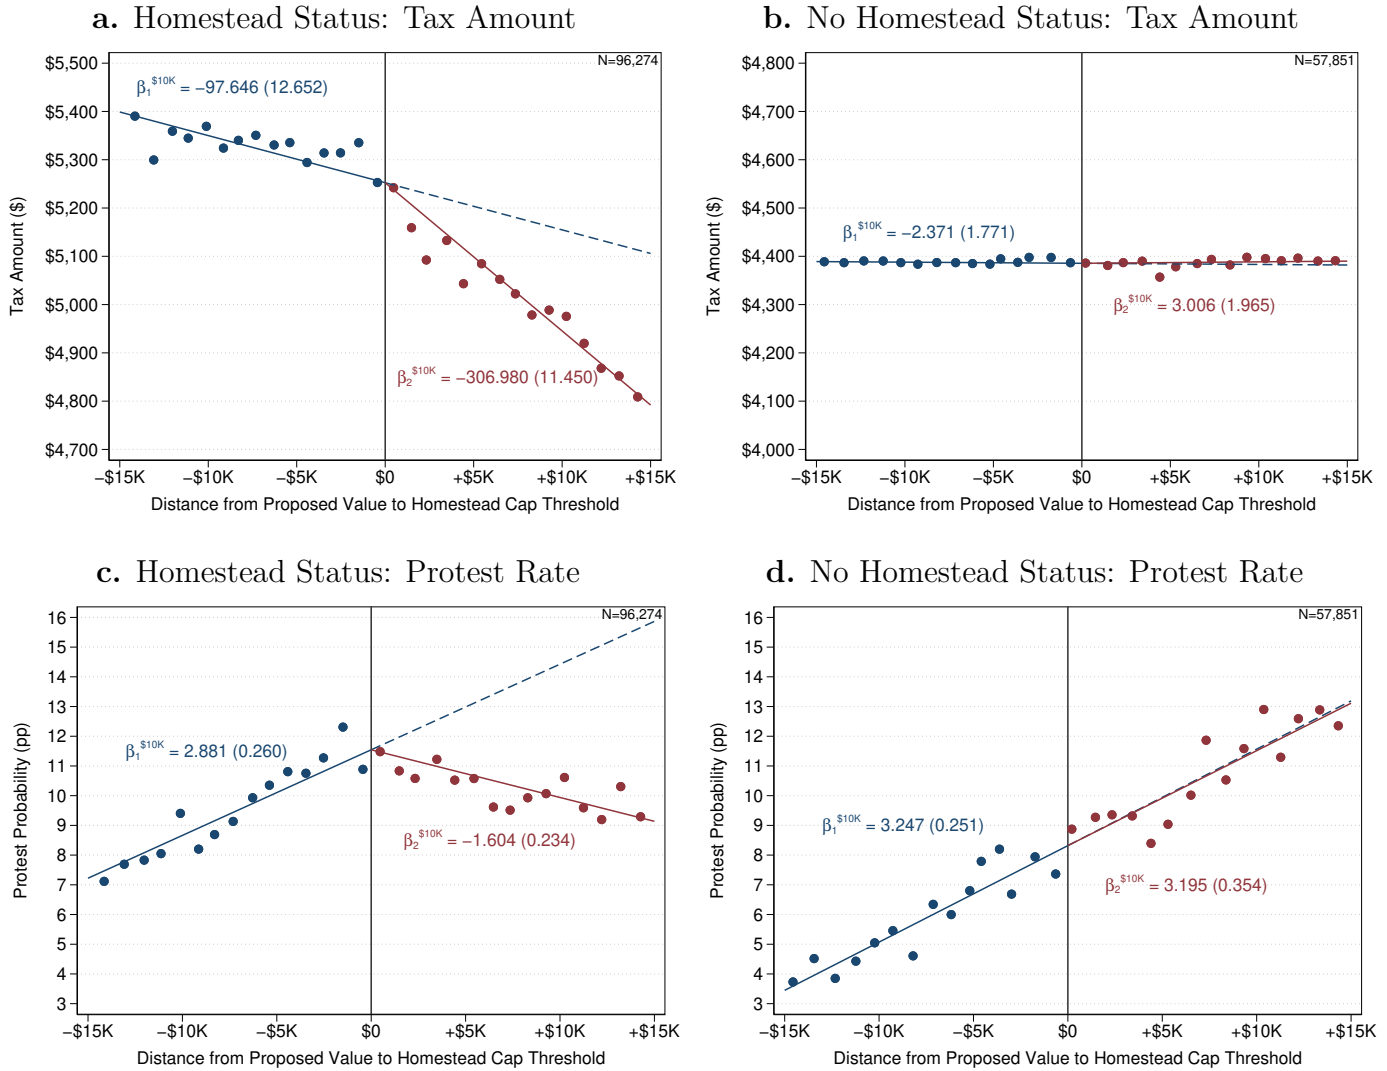 a. Homestead Status: Tax Amount
N=96,274
β₁^$10K = −97.646 (12.652)
β₂^$10K = −306.980 (11.450)
Tax Amount ($)
$5,500
$5,400
$5,300
$5,200
$5,100
$5,000
$4,900
$4,800
$4,700
−$15K −$10K −$5K $0 +$5K +$10K +$15K
Distance from Proposed Value to Homestead Cap Threshold
b. No Homestead Status: Tax Amount
N=57,851
β₁^$10K = −2.371 (1.771)
β₂^$10K = 3.006 (1.965)
Tax Amount ($)
$4,800
$4,600
$4,500
$4,400
$4,300
$4,200
$4,100
$4,000
−$15K −$10K −$5K $0 +$5K +$10K +$15K
Distance from Proposed Value to Homestead Cap Threshold
c. Homestead Status: Protest Rate
N=96,274
β₁^$10K = 2.881 (0.260)
β₂^$10K = −1.604 (0.234)
Protest Probability (pp)
16
15
14
13
12
11
10
9
8
7
6
5
4
3
−$15K −$10K −$5K $0 +$5K +$10K +$15K
Distance from Proposed Value to Homestead Cap Threshold
d. No Homestead Status: Protest Rate
N=57,851
β₁^$10K = 3.247 (0.251)
β₂^$10K = 3.195 (0.354)
Protest Probability (pp)
16
15
14
13
12
11
10
9
8
7
6
5
4
3
−$15K −$10K −$5K $0 +$5K +$10K +$15K
Distance from Proposed Value to Homestead Cap Threshold